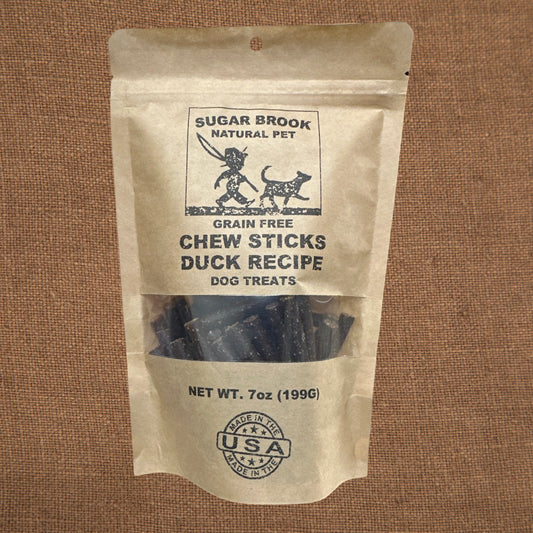 SUGAR BROOK
NATURAL PET
GRAIN FREE
CHEW STICKS
DUCK RECIPE
DOG TREATS
NET WT. 7oz (199G)
MADE IN THE
USA
MADE IN THE